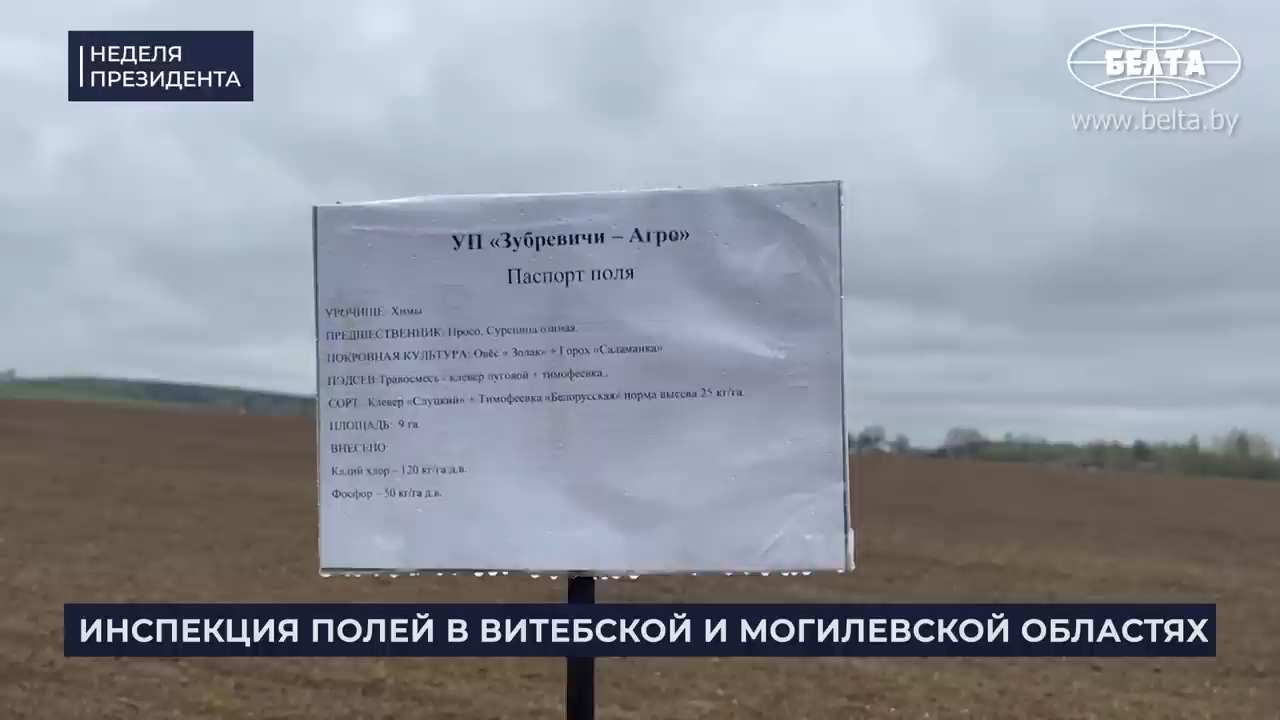 НЕДЕЛЯ
ПРЕЗИДЕНТА
БЕЛТА
www.belta.by
УП «Зубревичи – Агро»
Паспорт поля
УРОЧИЩЕ: Химы
ПРЕДШЕСТВЕННИК: Просо, Сурепица озимая
ПОКРОВНАЯ КУЛЬТУРА: Овёс « Золак» + Горох «Саламанка»
ПОДСЕВ Травосмесь - клевер луговой + тимофеевка
СОРТ: Клевер «Слуцкий» + Тимофеевка «Белорусская» норма высева 25 кг/га.
ПЛОЩАДЬ: 9 га
ВНЕСЕНО:
Калий хлор – 120 кг/га д.в.
Фосфор – 50 кг/га д.в.
ИНСПЕКЦИЯ ПОЛЕЙ В ВИТЕБСКОЙ И МОГИЛЕВСКОЙ ОБЛАСТЯХ